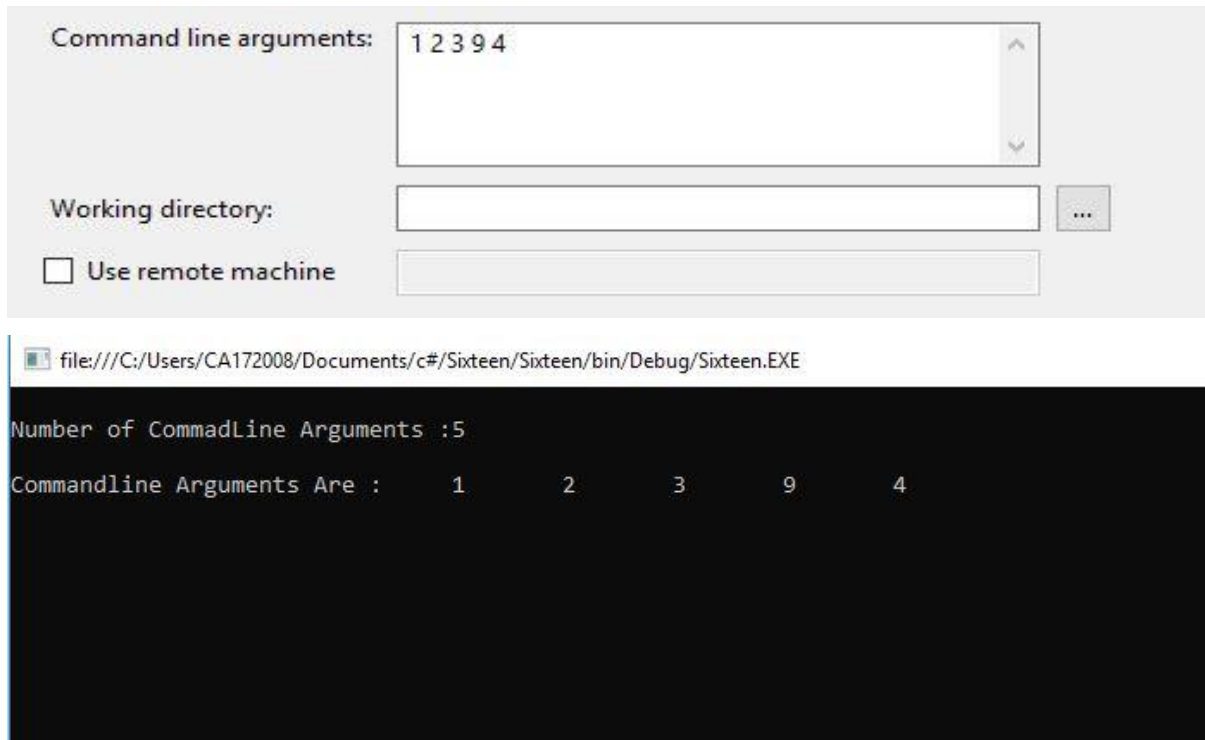 Command line arguments: 1 2 3 9 4
Working directory: ...
Use remote machine
file:///C:/Users/CA172008/Documents/c#/Sixteen/Sixteen/bin/Debug/Sixteen.EXE
Number of CommadLine Arguments :5
Commandline Arguments Are : 1 2 3 9 4